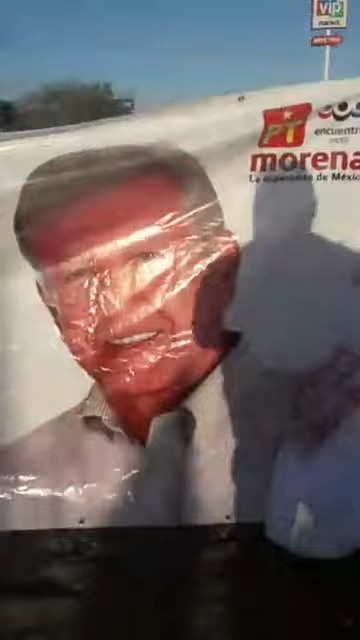 vip
PT
encuentro
morena
La esperanza de México